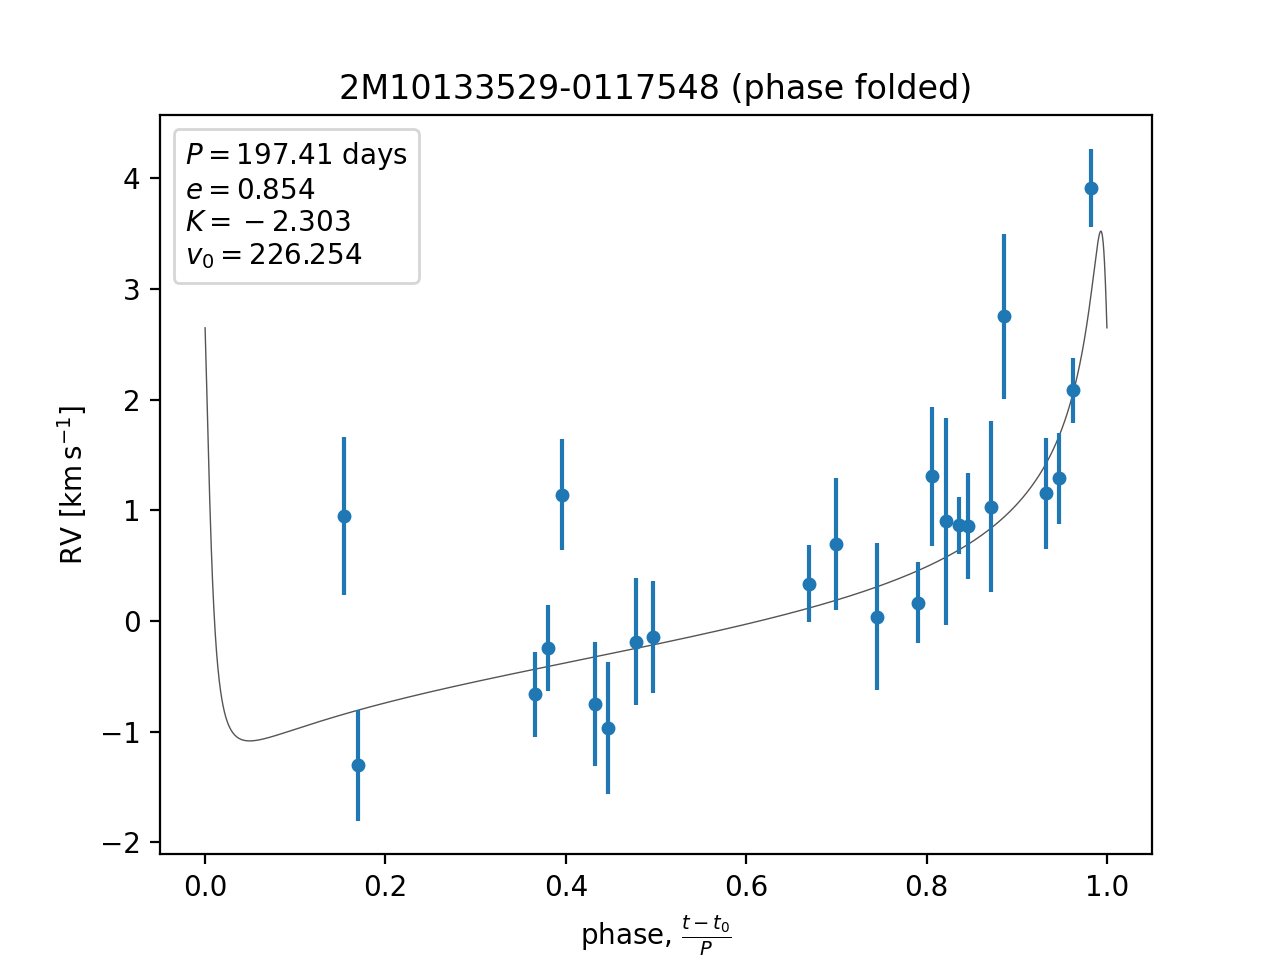 2M10133529-0117548 (phase folded)
P = 197.41 days
e = 0.854
K = −2.303
v₀ = 226.254
4
3
2
1
0
−1
−2
RV [km s⁻¹]
0.0 0.2 0.4 0.6 0.8 1.0
phase, (t − t₀)/P